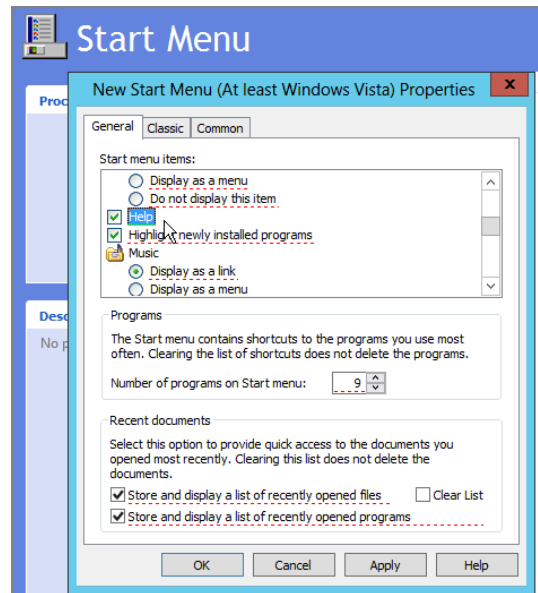 Start Menu
New Start Menu (At least Windows Vista) Properties
x
Proc
General Classic Common
Start menu items:
Display as a menu
Do not display this item
Help
Highlight newly installed programs
Music
Display as a link
Display as a menu
Desc
No p
Programs
The Start menu contains shortcuts to the programs you use most
often. Clearing the list of shortcuts does not delete the programs.
Number of programs on Start menu: 9
Recent documents
Select this option to provide quick access to the documents you
opened most recently. Clearing this list does not delete the
documents.
Store and display a list of recently opened files Clear List
Store and display a list of recently opened programs
OK Cancel Apply Help